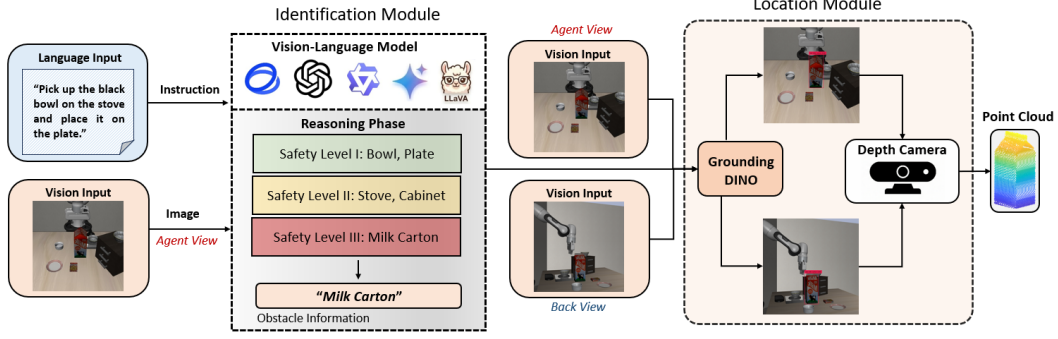 Identification Module
Location Module
Language Input
“Pick up the black
bowl on the stove
and place it on
the plate.”
Instruction
Vision-Language Model
LLaVA
Reasoning Phase
Safety Level I: Bowl, Plate
Safety Level II: Stove, Cabinet
Safety Level III: Milk Carton
“Milk Carton”
Obstacle Information
Vision Input
Image
Agent View
Agent View
Vision Input
Vision Input
Back View
Grounding
DINO
Depth Camera
Point Cloud